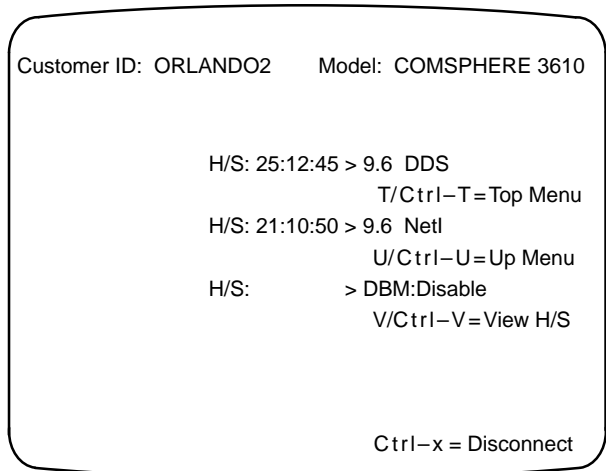 Customer ID: ORLANDO2 Model: COMSPHERE 3610
H/S: 25:12:45 > 9.6 DDS
T/Ctrl–T=Top Menu
H/S: 21:10:50 > 9.6 Netl
U/Ctrl–U=Up Menu
H/S: > DBM:Disable
V/Ctrl–V=View H/S
Ctrl–x = Disconnect